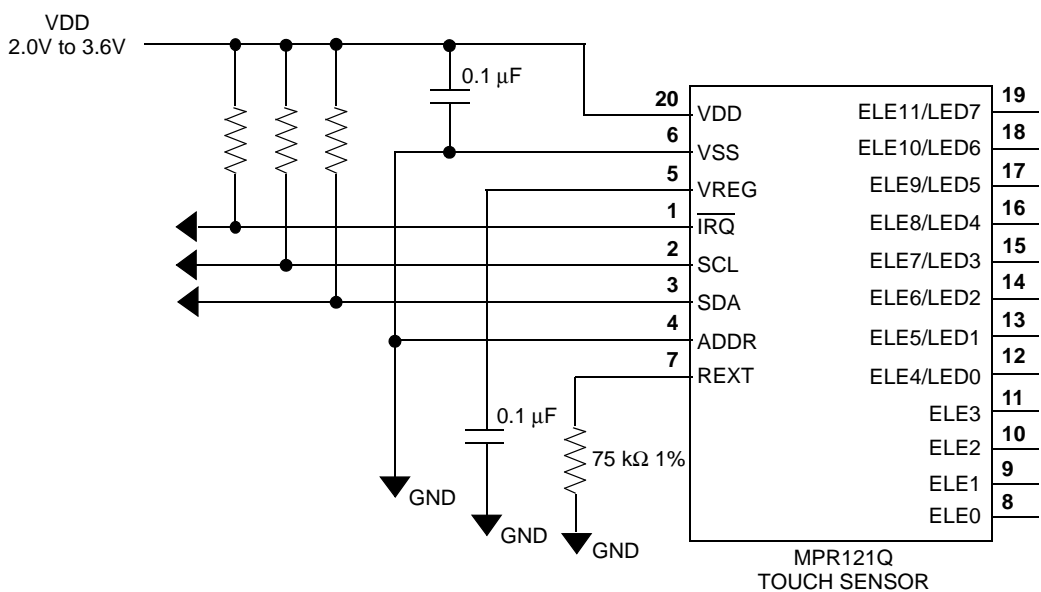 VDD
2.0V to 3.6V
0.1 μF
20
VDD
6
VSS
5
VREG
1
IRQ
2
SCL
3
SDA
4
ADDR
7
REXT
0.1 μF
75 kΩ 1%
GND
GND
GND
ELE11/LED7
19
ELE10/LED6
18
ELE9/LED5
17
ELE8/LED4
16
ELE7/LED3
15
ELE6/LED2
14
ELE5/LED1
13
ELE4/LED0
12
ELE3
11
ELE2
10
ELE1
9
ELE0
8
MPR121Q
TOUCH SENSOR